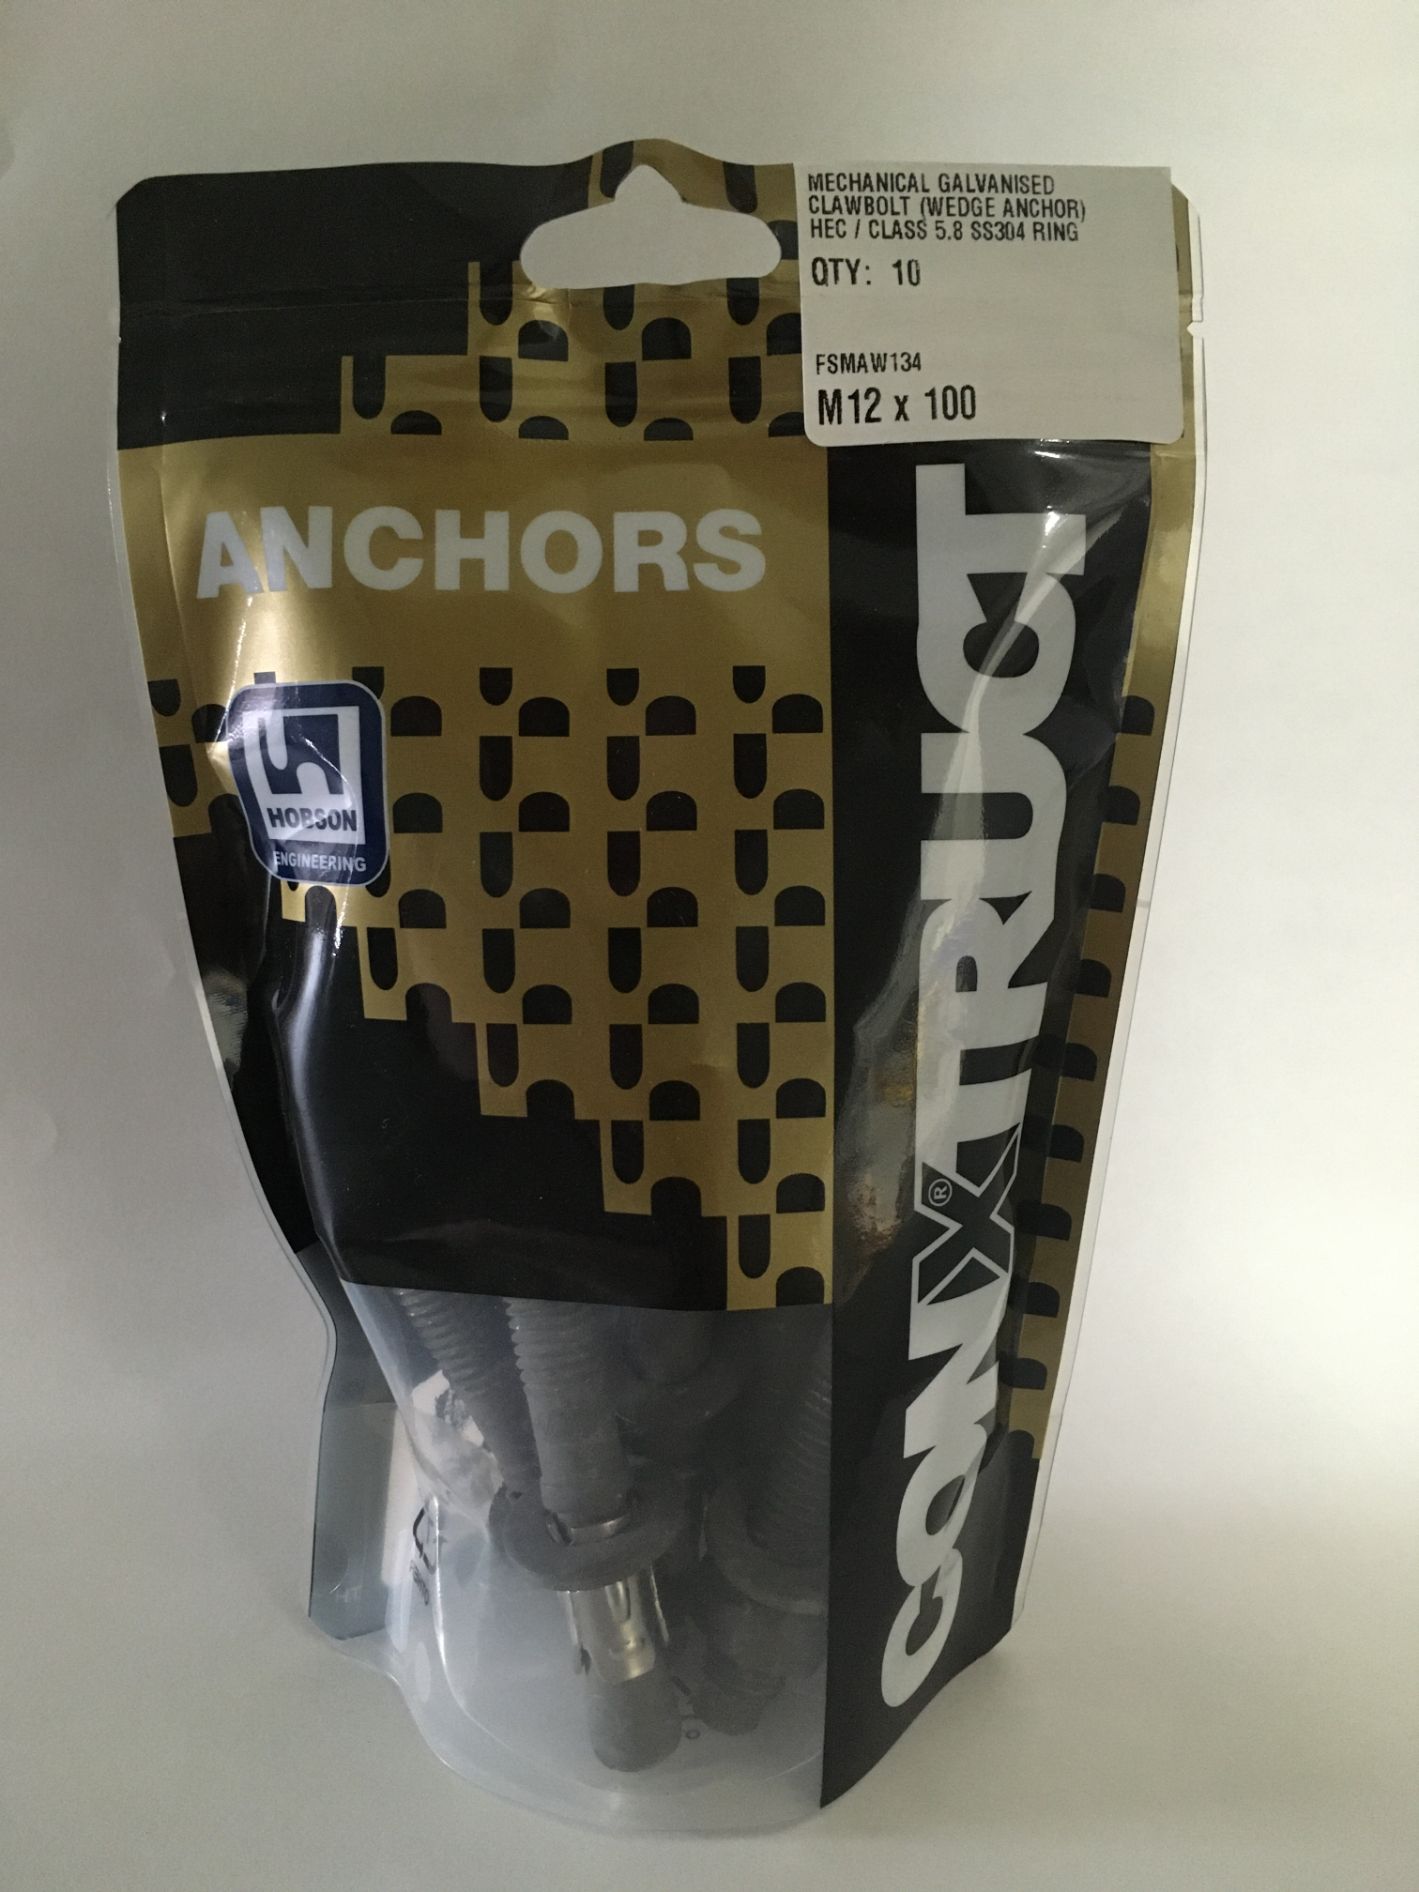 MECHANICAL GALVANISED
CLAWBOLT (WEDGE ANCHOR)
HEC / CLASS 5.8 SS304 RING
QTY: 10
FSMAW134
M12 x 100
ANCHORS
HOBSON
ENGINEERING
CONXTRUCT®